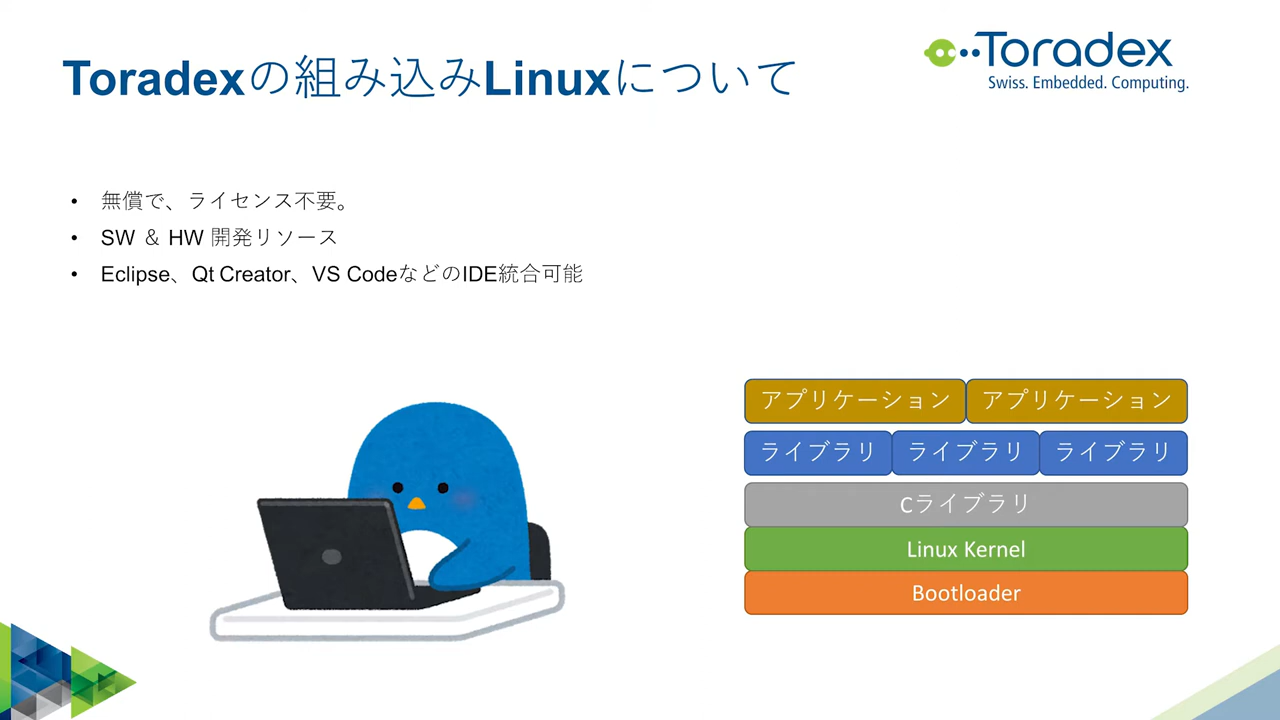 Toradexの組み込みLinuxについて
Toradex
Swiss. Embedded. Computing.
• 無償で、ライセンス不要。
• SW ＆ HW 開発リソース
• Eclipse、Qt Creator、VS CodeなどのIDE統合可能
アプリケーション アプリケーション
ライブラリ ライブラリ ライブラリ
Cライブラリ
Linux Kernel
Bootloader